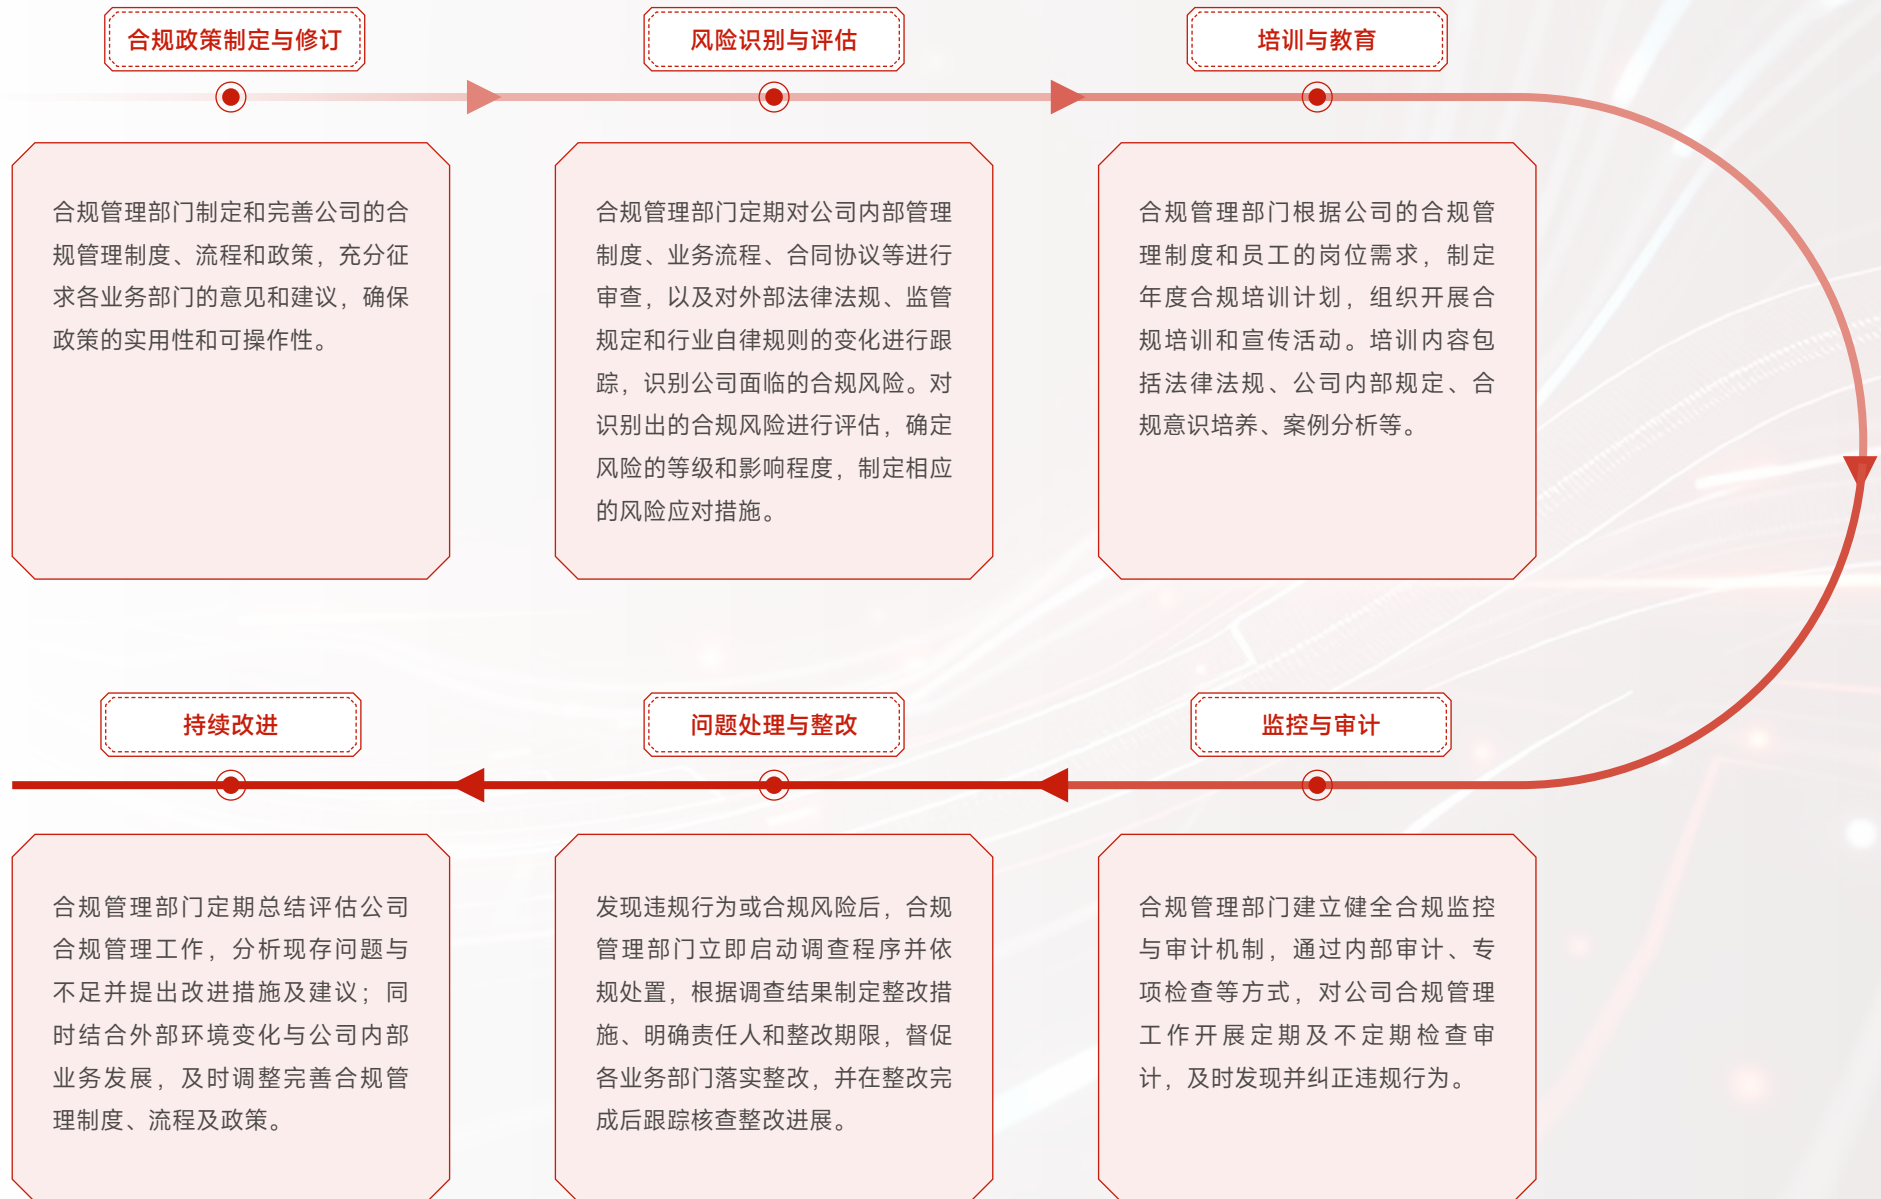 合规政策制定与修订
合规管理部门制定和完善公司的合
规管理制度、流程和政策，充分征
求各业务部门的意见和建议，确保
政策的实用性和可操作性。
风险识别与评估
合规管理部门定期对公司内部管理
制度、业务流程、合同协议等进行
审查，以及对外部法律法规、监管
规定和行业自律规则的变化进行跟
踪，识别公司面临的合规风险。对
识别出的合规风险进行评估，确定
风险的等级和影响程度，制定相应
的风险应对措施。
培训与教育
合规管理部门根据公司的合规管
理制度和员工的岗位需求，制定
年度合规培训计划，组织开展合
规培训和宣传活动。培训内容包
括法律法规、公司内部规定、合
规意识培养、案例分析等。
监控与审计
合规管理部门建立健全合规监控
与审计机制，通过内部审计、专
项检查等方式，对公司合规管理
工作开展定期及不定期检查审
计，及时发现并纠正违规行为。
问题处理与整改
发现违规行为或合规风险后，合规
管理部门立即启动调查程序并依
规处置，根据调查结果制定整改措
施、明确责任人和整改期限，督促
各业务部门落实整改，并在整改完
成后跟踪核查整改进展。
持续改进
合规管理部门定期总结评估公司
合规管理工作，分析现存问题与
不足并提出改进措施及建议；同
时结合外部环境变化与公司内部
业务发展，及时调整完善合规管
理制度、流程及政策。